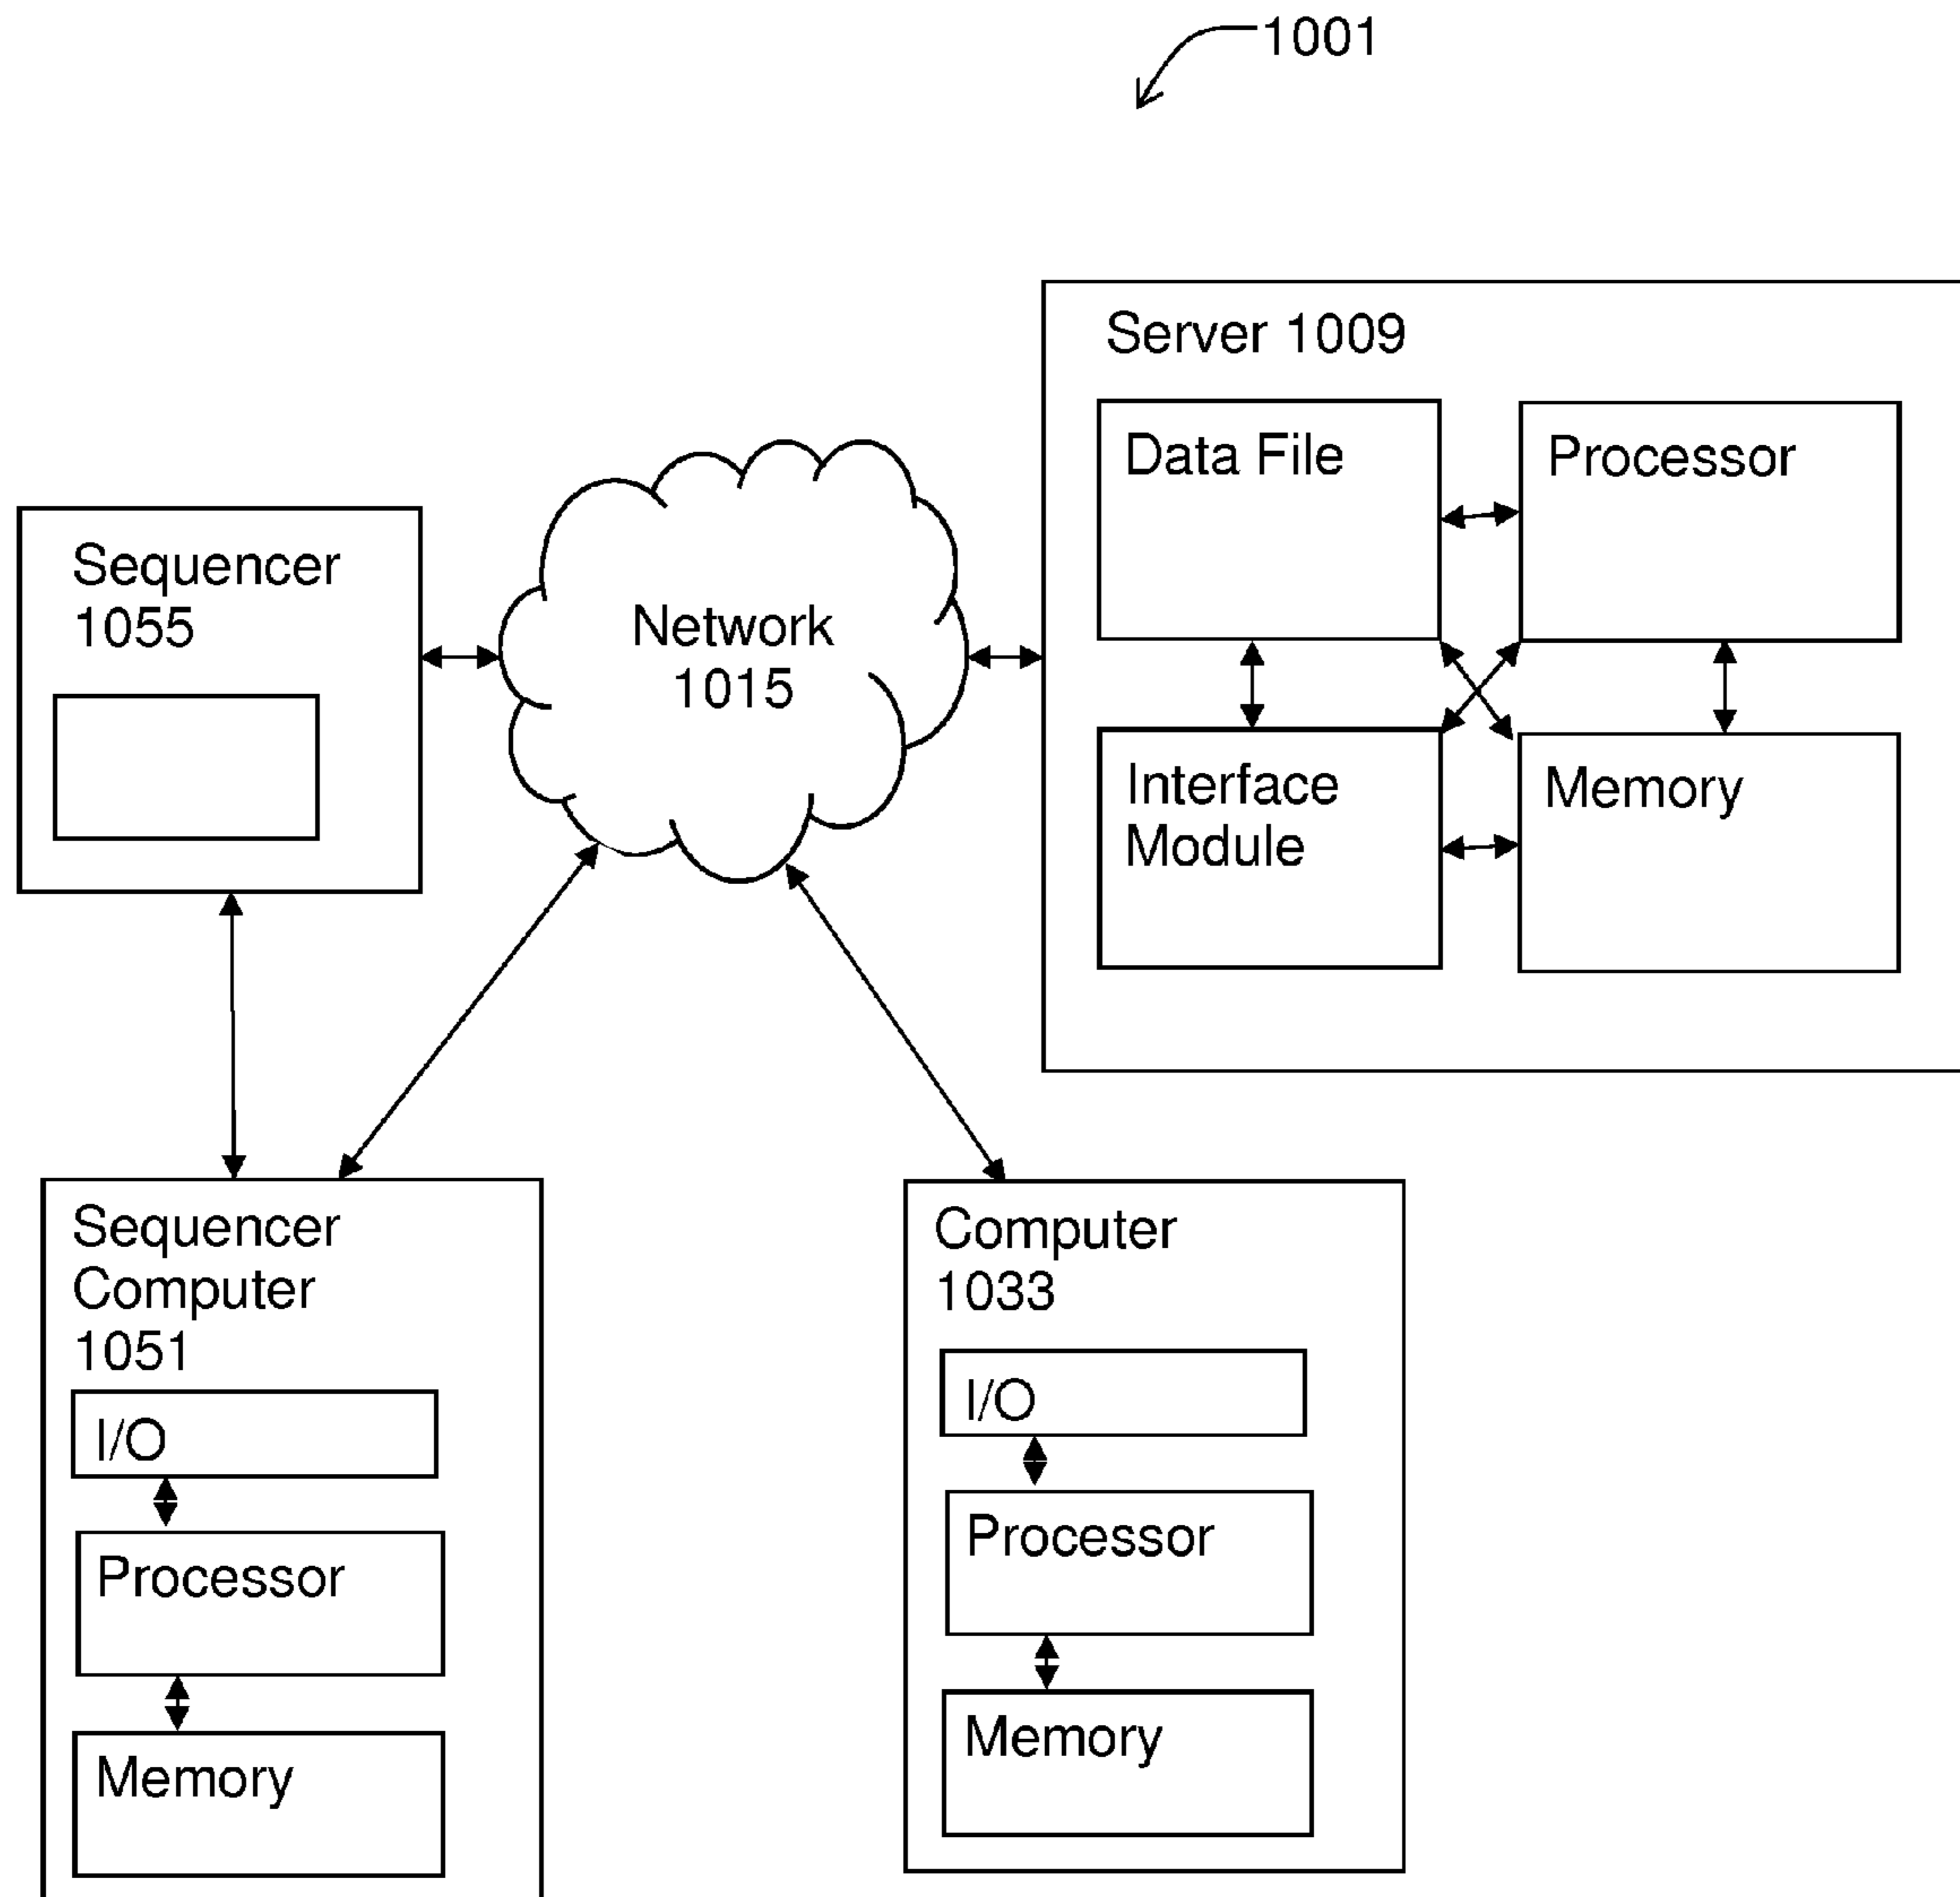 1001
Server 1009
Data File
Processor
Interface
Module
Memory
Sequencer
1055
Network
1015
Sequencer
Computer
1051
I/O
Processor
Memory
Computer
1033
I/O
Processor
Memory